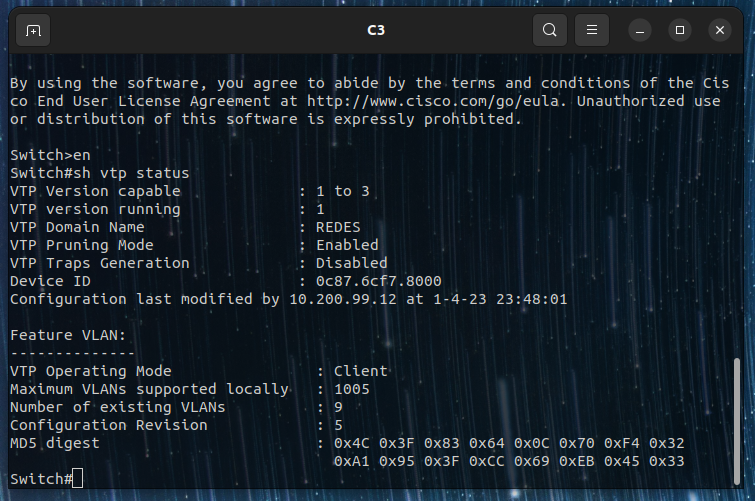 C3
By using the software, you agree to abide by the terms and conditions of the Cis
co End User License Agreement at http://www.cisco.com/go/eula. Unauthorized use
or distribution of this software is expressly prohibited.
Switch>en
Switch#sh vtp status
VTP Version capable : 1 to 3
VTP version running : 1
VTP Domain Name : REDES
VTP Pruning Mode : Enabled
VTP Traps Generation : Disabled
Device ID : 0c87.6cf7.8000
Configuration last modified by 10.200.99.12 at 1-4-23 23:48:01
Feature VLAN:
--------------
VTP Operating Mode : Client
Maximum VLANs supported locally : 1005
Number of existing VLANs : 9
Configuration Revision : 5
MD5 digest : 0x4C 0x3F 0x83 0x64 0x0C 0x70 0xF4 0x32
0xA1 0x95 0x3F 0xCC 0x69 0xEB 0x45 0x33
Switch#